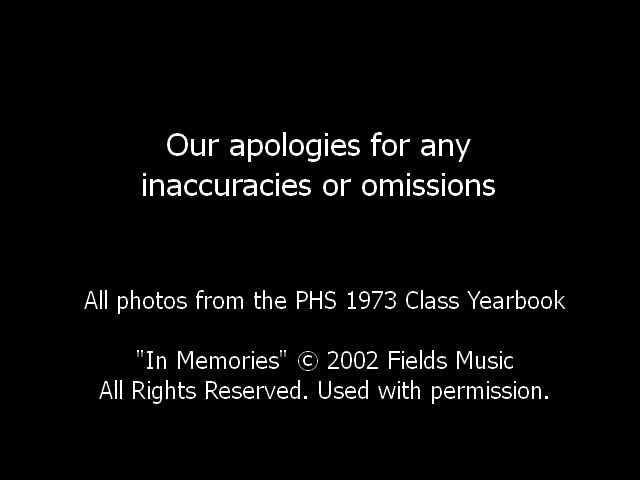 Our apologies for any
inaccuracies or omissions
All photos from the PHS 1973 Class Yearbook
"In Memories" © 2002 Fields Music
All Rights Reserved. Used with permission.